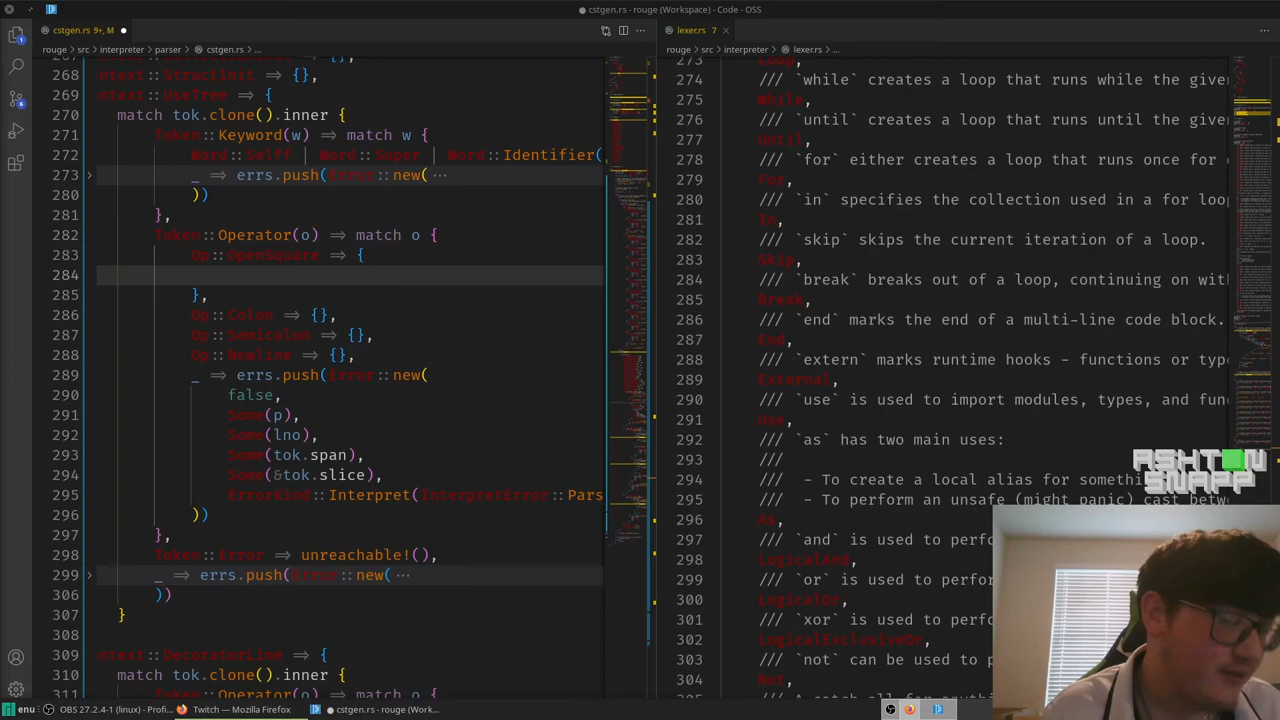 ● rouge (Workspace) - Code - OSS
cstgen.rs 9+, M ●
rouge > src > interpreter > parser > cstgen.rs > ...
268 ntext::StructInit ⇒ {},
269 ntext::UseTree ⇒ {
270 match tok.clone().inner {
271 Token::Keyword(w) ⇒ match w {
272 Word::Selff | Word::Super | Word::Identifier(
273 _ ⇒ errs.push(Error::new( ⋯
280 ))
281 },
282 Token::Operator(o) ⇒ match o {
283 Op::OpenSquare ⇒ {
284
285 },
286 Op::Colon ⇒ {},
287 Op::Semicolon ⇒ {},
288 Op::Newline ⇒ {},
289 _ ⇒ errs.push(Error::new(
290 false,
291 Some(p),
292 Some(lno),
293 Some(tok.span),
294 Some(&tok.slice),
295 ErrorKind::Interpret(InterpretError::Pars
296 ))
297 },
298 Token::Error ⇒ unreachable!(),
299 _ ⇒ errs.push(Error::new( ⋯
306 ))
307 }
308
309 ntext::DecoratorLine ⇒ {
310 match tok.clone().inner {
311 Token::Operator(o) ⇒ match o {
lexer.rs 7
rouge > src > interpreter > lexer.rs > ...
273 Loop,
274 /// `while` creates a loop that runs while the give
275 While,
276 /// `until` creates a loop that runs until the give
277 Until,
278 /// `for` either creates a loop that runs once for
279 For,
280 /// `in` specifies the collection used in a for loo
281 In,
282 /// `skip` skips the current iteration of a loop.
283 Skip,
284 /// `break` breaks out of a loop, continuing wit
285 Break,
286 /// `end` marks the end of a multi-line code block.
287 End,
288 /// `extern` marks runtime hooks - functions or type
289 External,
290 /// `use` is used to import modules, types, and fun
291 Use,
292 /// `as` has two main uses:
293 ///
294 /// - To create a local alias for somethi
295 /// - To perform an unsafe (might panic) cast betw
296 As,
297 /// `and` is used to perfo
298 LogicalAnd,
299 /// `or` is used to perfor
300 LogicalOr,
301 /// `xor` is used to perfo
302 LogicalExclusiveOr,
303 /// `not` can be used to p
304 Not,
ASHTON
SNAPP
enu
OBS 27.2.4-1 (linux) - Profi...
Twitch — Mozilla Firefox
● cstgen.rs - rouge (Work...